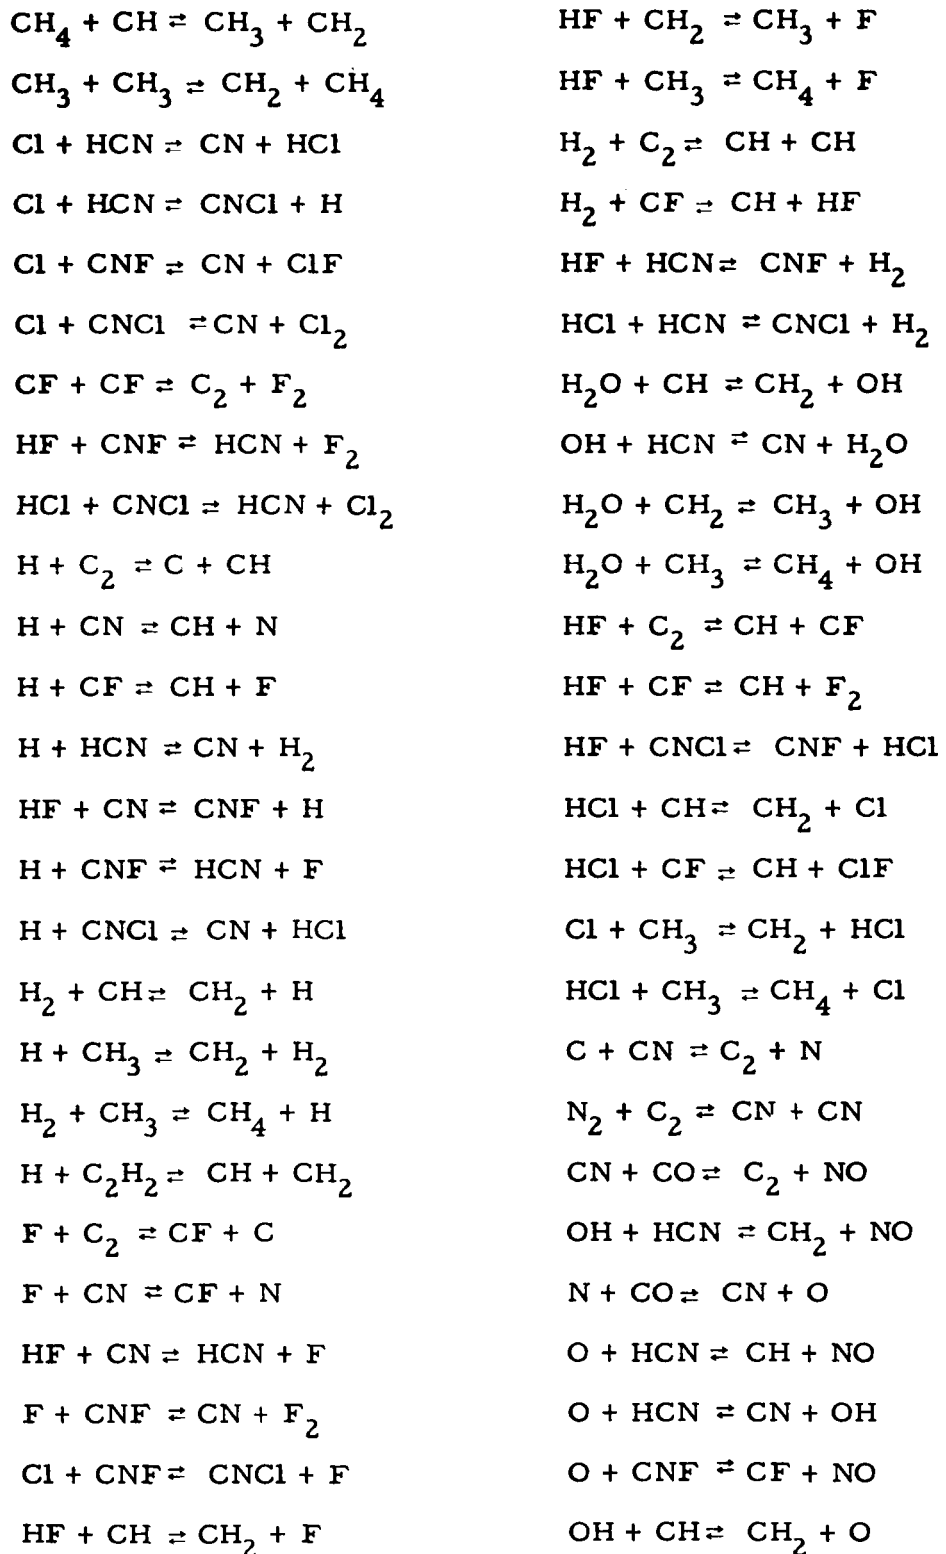 CH₄ + CH ⇌ CH₃ + CH₂
CH₃ + CH₃ ⇌ CH₂ + CH₄
Cl + HCN ⇌ CN + HCl
Cl + HCN ⇌ CNCl + H
Cl + CNF ⇌ CN + ClF
Cl + CNCl ⇌ CN + Cl₂
CF + CF ⇌ C₂ + F₂
HF + CNF ⇌ HCN + F₂
HCl + CNCl ⇌ HCN + Cl₂
H + C₂ ⇌ C + CH
H + CN ⇌ CH + N
H + CF ⇌ CH + F
H + HCN ⇌ CN + H₂
HF + CN ⇌ CNF + H
H + CNF ⇌ HCN + F
H + CNCl ⇌ CN + HCl
H₂ + CH ⇌ CH₂ + H
H + CH₃ ⇌ CH₂ + H₂
H₂ + CH₃ ⇌ CH₄ + H
H + C₂H₂ ⇌ CH + CH₂
F + C₂ ⇌ CF + C
F + CN ⇌ CF + N
HF + CN ⇌ HCN + F
F + CNF ⇌ CN + F₂
Cl + CNF ⇌ CNCl + F
HF + CH ⇌ CH₂ + F
HF + CH₂ ⇌ CH₃ + F
HF + CH₃ ⇌ CH₄ + F
H₂ + C₂ ⇌ CH + CH
H₂ + CF ⇌ CH + HF
HF + HCN ⇌ CNF + H₂
HCl + HCN ⇌ CNCl + H₂
H₂O + CH ⇌ CH₂ + OH
OH + HCN ⇌ CN + H₂O
H₂O + CH₂ ⇌ CH₃ + OH
H₂O + CH₃ ⇌ CH₄ + OH
HF + C₂ ⇌ CH + CF
HF + CF ⇌ CH + F₂
HF + CNCl ⇌ CNF + HCl
HCl + CH ⇌ CH₂ + Cl
HCl + CF ⇌ CH + ClF
Cl + CH₃ ⇌ CH₂ + HCl
HCl + CH₃ ⇌ CH₄ + Cl
C + CN ⇌ C₂ + N
N₂ + C₂ ⇌ CN + CN
CN + CO ⇌ C₂ + NO
OH + HCN ⇌ CH₂ + NO
N + CO ⇌ CN + O
O + HCN ⇌ CH + NO
O + HCN ⇌ CN + OH
O + CNF ⇌ CF + NO
OH + CH ⇌ CH₂ + O